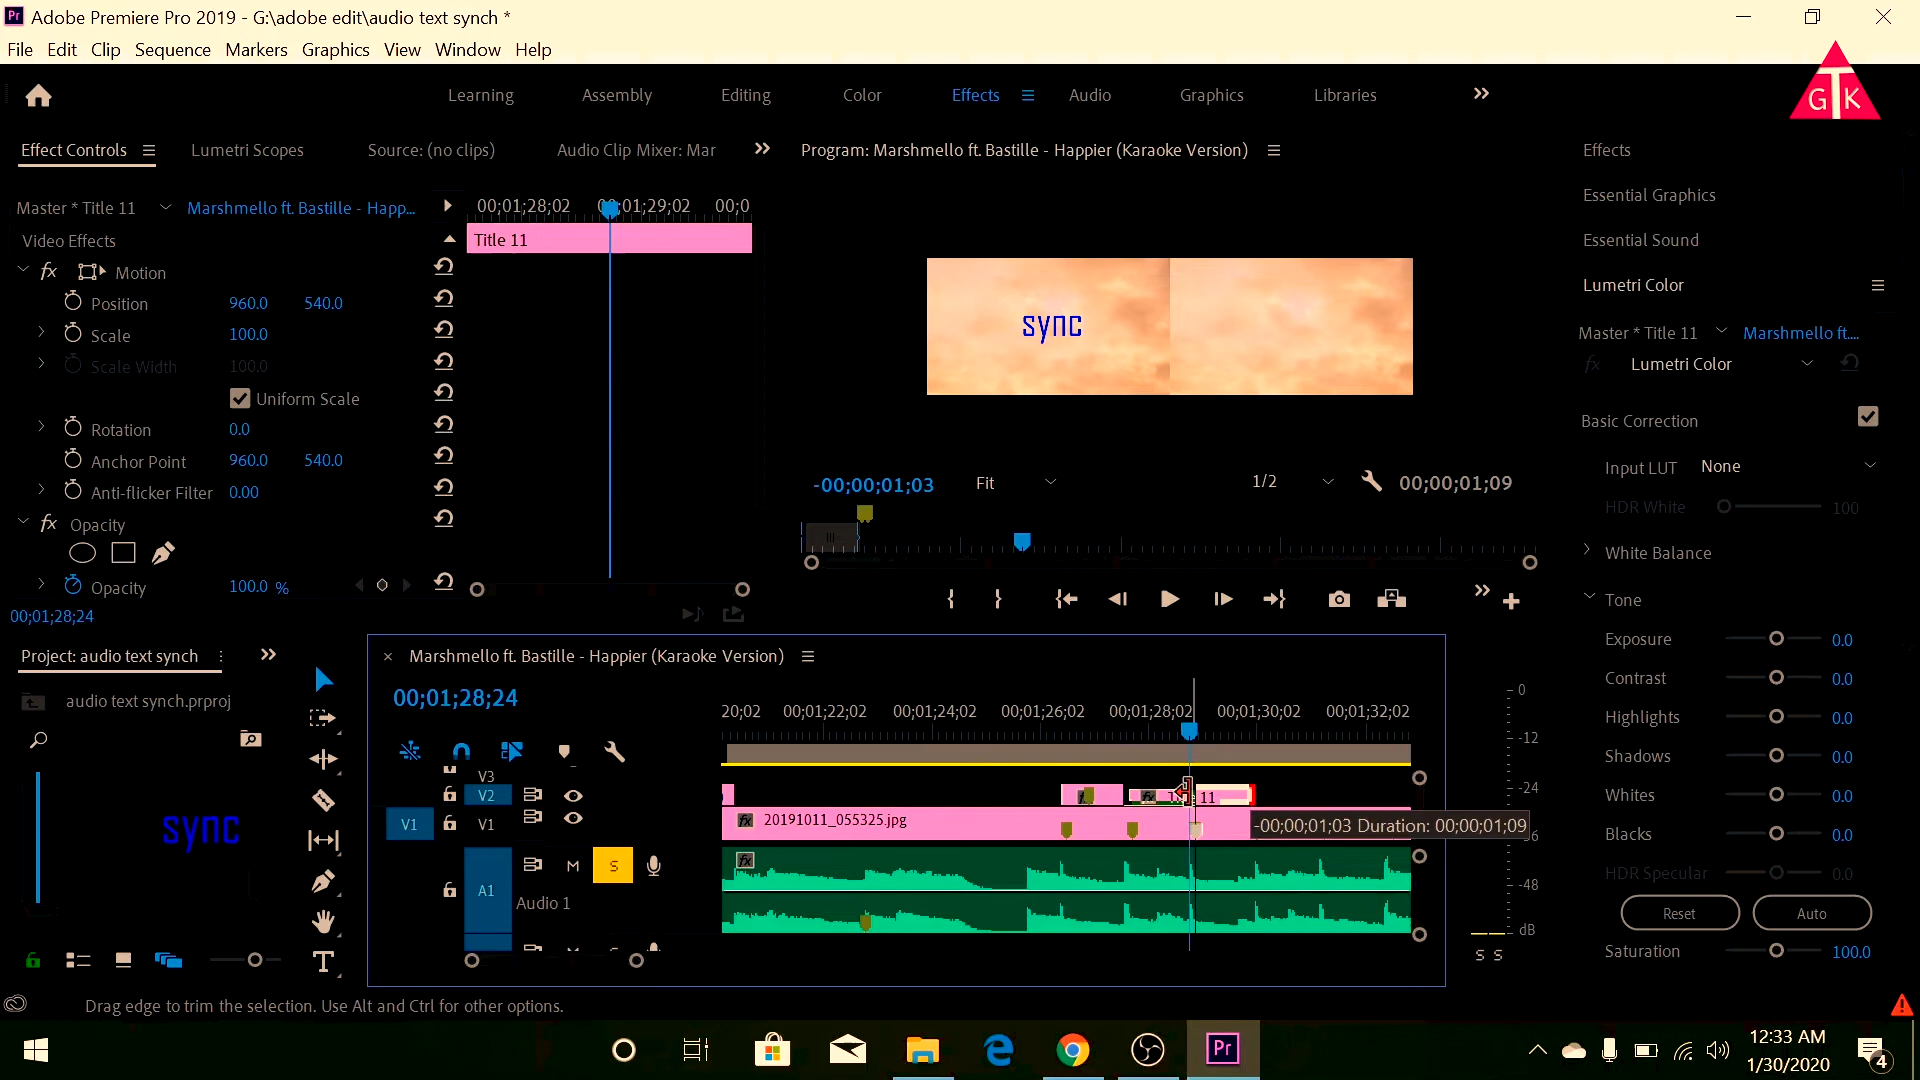 Adobe Premiere Pro 2019 - G:\adobe edit\audio text synch *
File Edit Clip Sequence Markers Graphics View Window Help
Learning Assembly Editing Color Effects Audio Graphics Libraries
GTK
Effect Controls Lumetri Scopes Source: (no clips) Audio Clip Mixer: Mar
Program: Marshmello ft. Bastille - Happier (Karaoke Version)
Effects
Essential Graphics
Essential Sound
Lumetri Color
Master * Title 11 Marshmello ft. Bastille - Happ...
00;01;28;02 00;01;29;02 00;0
Video Effects
Title 11
fx Motion
Position 960.0 540.0
Scale 100.0
Scale Width 100.0
Uniform Scale
Rotation 0.0
Anchor Point 960.0 540.0
Anti-flicker Filter 0.00
fx Opacity
Opacity 100.0 %
00;01;28;24
sync
-00;00;01;03 Fit 1/2 00;00;01;09
Master * Title 11 Marshmello ft....
fx Lumetri Color
Basic Correction
Input LUT None
HDR White 100
White Balance
Tone
Exposure 0.0
Contrast 0.0
Highlights 0.0
Shadows 0.0
Whites 0.0
Blacks 0.0
HDR Specular 0.0
Reset Auto
Saturation 100.0
Project: audio text synch
audio text synch.prproj
sync
Marshmello ft. Bastille - Happier (Karaoke Version)
00;01;28;24
20;02 00;01;22;02 00;01;24;02 00;01;26;02 00;01;28;02 00;01;30;02 00;01;32;02
V3
V2
fx 11
V1 V1
fx 20191011_055325.jpg
-00;00;01;03 Duration: 00;00;01;09
A1 M S
fx
Audio 1
0
-12
-24
-36
-48
dB
S S
Drag edge to trim the selection. Use Alt and Ctrl for other options.
Pr
12:33 AM
1/30/2020
4